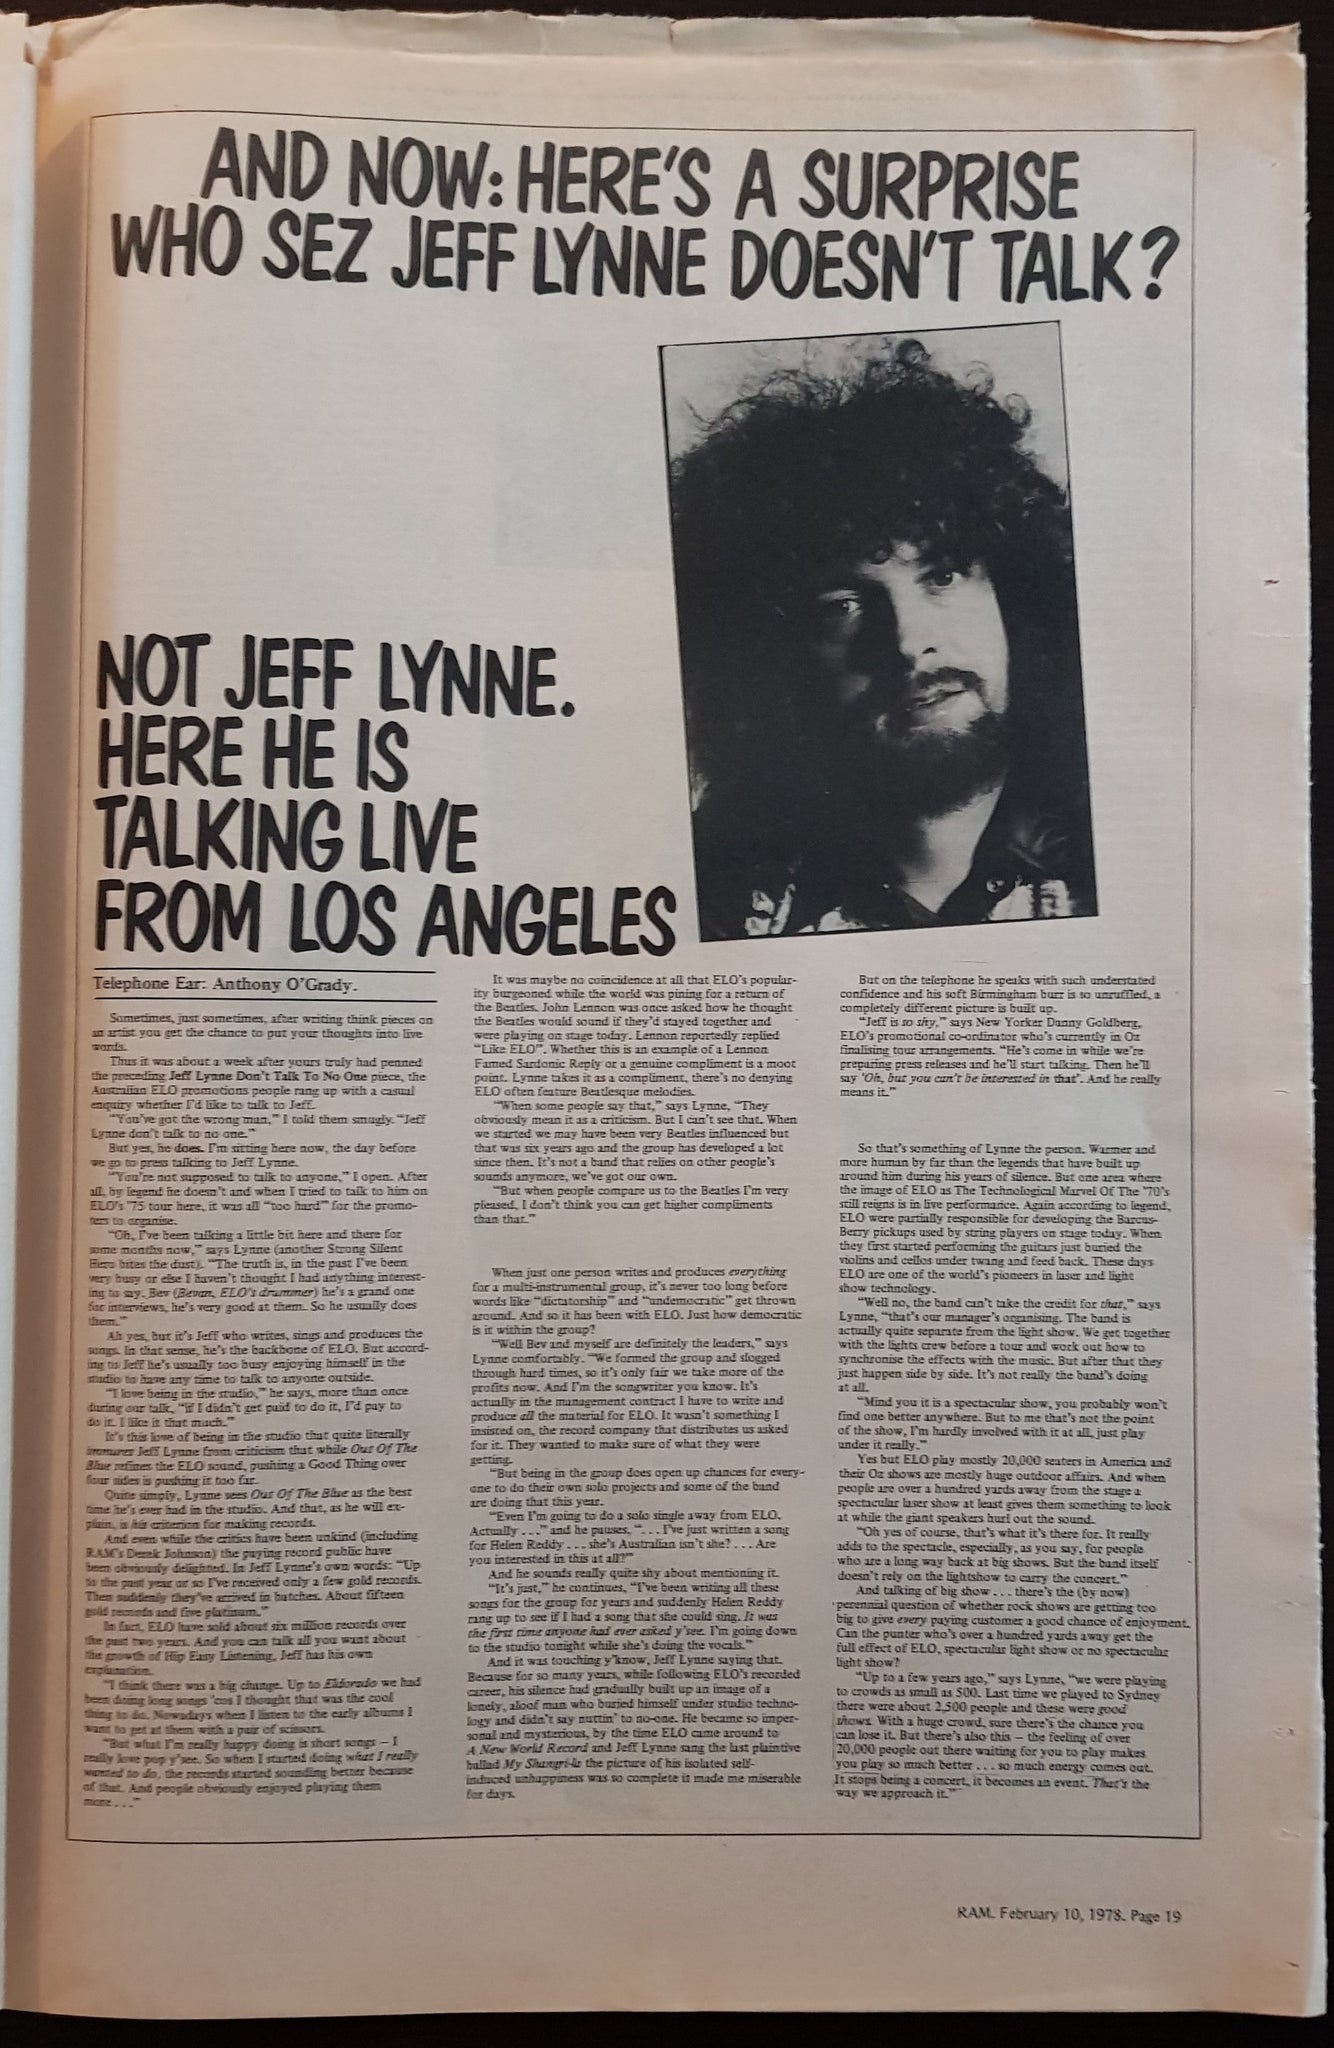 AND NOW: HERE'S A SURPRISE
WHO SEZ JEFF LYNNE DOESN'T TALK?
NOT JEFF LYNNE.
HERE HE IS
TALKING LIVE
FROM LOS ANGELES
Telephone Ear: Anthony O'Grady.
Sometimes, just sometimes, after writing think pieces on
an artist you get the chance to put your thoughts into live
words.
Thus it was about a week after yours truly had penned
the preceding Jeff Lynne Don't Talk To No One piece, the
Australian ELO promotions people rang up with a casual
enquiry whether I'd like to talk to Jeff.
"You've got the wrong man," I told them smugly. "Jeff
Lynne don't talk to no one."
But yes, he does. I'm sitting here now, the day before
we go to press talking to Jeff Lynne.
"You're not supposed to talk to anyone," I open. After
all, by legend he doesn't and when I tried to talk to him on
ELO's '75 tour here, it was all "too hard" for the promo-
ters to organise.
"Oh, I've been talking a little bit here and there for
some months now," says Lynne (another Strong Silent
Hero bites the dust). "The truth is, in the past I've been
very busy or else I haven't thought I had anything interest-
ing to say. Bev (Bevan, ELO's drummer) he's a grand one
for interviews, he's very good at them. So he usually does
them."
Ah yes, but it's Jeff who writes, sings and produces the
songs. In that sense, he's the backbone of ELO. But accord-
ing to Jeff he's usually too busy enjoying himself in the
studio to have any time to talk to anyone outside.
"I love being in the studio," he says, more than once
during our talk, "if I didn't get paid to do it, I'd pay to
do it. I like it that much."
It's this love of being in the studio that quite literally
immures Jeff Lynne from criticism that while Out Of The
Blue refines the ELO sound, pushing a Good Thing over
four sides is pushing it too far.
Quite simply, Lynne sees Out Of The Blue as the best
time he's ever had in the studio. And that, as he will ex-
plain, is his criterion for making records.
And even while the critics have been unkind (including
RAM's Derek Johnson) the paying record public have
been obviously delighted. In Jeff Lynne's own words: "Up
to the past year or so I've received only a few gold records.
Then suddenly they've arrived in batches. About fifteen
gold records and five platinum."
In fact, ELO have sold about six million records over
the past two years. And you can talk all you want about
the growth of Hip Easy Listening, Jeff has his own
explanation.
"I think there was a big change. Up to Eldorado we had
been doing long songs 'cos I thought that was the cool
thing to do. Nowadays when I listen to the early albums I
want to get at them with a pair of scissors.
"But what I'm really happy doing is short songs – I
really love pop y'see. So when I started doing what I really
wanted to do, the records started sounding better because
of that. And people obviously enjoyed playing them
more . . ."
It was maybe no coincidence at all that ELO's popular-
ity burgeoned while the world was pining for a return of
the Beatles. John Lennon was once asked how he thought
the Beatles would sound if they'd stayed together and
were playing on stage today. Lennon reportedly replied
"Like ELO". Whether this is an example of a Lennon
Famed Sardonic Reply or a genuine compliment is a moot
point. Lynne takes it as a compliment, there's no denying
ELO often feature Beatlesque melodies.
"When some people say that," says Lynne, "They
obviously mean it as a criticism. But I can't see that. When
we started we may have been very Beatles influenced but
that was six years ago and the group has developed a lot
since then. It's not a band that relies on other people's
sounds anymore, we've got our own.
"But when people compare us to the Beatles I'm very
pleased, I don't think you can get higher compliments
than that."
When just one person writes and produces everything
for a multi-instrumental group, it's never too long before
words like "dictatorship" and "undemocratic" get thrown
around. And so it has been with ELO. Just how democratic
is it within the group?
"Well Bev and myself are definitely the leaders," says
Lynne comfortably. "We formed the group and slogged
through hard times, so it's only fair we take more of the
profits now. And I'm the songwriter you know. It's
actually in the management contract I have to write and
produce all the material for ELO. It wasn't something I
insisted on, the record company that distributes us asked
for it. They wanted to make sure of what they were
getting.
"But being in the group does open up chances for every-
one to do their own solo projects and some of the band
are doing that this year.
"Even I'm going to do a solo single away from ELO.
Actually . . ." and he pauses, ". . . I've just written a song
for Helen Reddy . . . she's Australian isn't she? . . . Are
you interested in this at all?"
And he sounds really quite shy about mentioning it.
"It's just," he continues, "I've been writing all these
songs for the group for years and suddenly Helen Reddy
rang up to see if I had a song that she could sing. It was
the first time anyone had ever asked y'see. I'm going down
to the studio tonight while she's doing the vocals."
And it was touching y'know, Jeff Lynne saying that.
Because for so many years, while following ELO's recorded
career, his silence had gradually built up an image of a
lonely, aloof man who buried himself under studio techno-
logy and didn't say nuttin' to no-one. He became so imper-
sonal and mysterious, by the time ELO came around to
A New World Record and Jeff Lynne sang the last plaintive
ballad My Shangri-la the picture of his isolated self-
induced unhappiness was so complete it made me miserable
for days.
But on the telephone he speaks with such understated
confidence and his soft Birmingham burr is so unruffled, a
completely different picture is built up.
"Jeff is so shy," says New Yorker Danny Goldberg,
ELO's promotional co-ordinator who's currently in Oz
finalising tour arrangements. "He's come in while we're
preparing press releases and he'll start talking. Then he'll
say 'Oh, but you can't be interested in that'. And he really
means it."
So that's something of Lynne the person. Warmer and
more human by far than the legends that have built up
around him during his years of silence. But one area where
the image of ELO as The Technological Marvel Of The '70's
still reigns is in live performance. Again according to legend,
ELO were partially responsible for developing the Barcus-
Berry pickups used by string players on stage today. When
they first started performing the guitars just buried the
violins and cellos under twang and feed back. These days
ELO are one of the world's pioneers in laser and light
show technology.
"Well no, the band can't take the credit for that," says
Lynne, "that's our manager's organising. The band is
actually quite separate from the light show. We get together
with the lights crew before a tour and work out how to
synchronise the effects with the music. But after that they
just happen side by side. It's not really the band's doing
at all.
"Mind you it is a spectacular show, you probably won't
find one better anywhere. But to me that's not the point
of the show, I'm hardly involved with it at all, just play
under it really."
Yes but ELO play mostly 20,000 seaters in America and
their Oz shows are mostly huge outdoor affairs. And when
people are over a hundred yards away from the stage a
spectacular laser show at least gives them something to look
at while the giant speakers hurl out the sound.
"Oh yes of course, that's what it's there for. It really
adds to the spectacle, especially, as you say, for people
who are a long way back at big shows. But the band itself
doesn't rely on the lightshow to carry the concert."
And talking of big show . . . there's the (by now)
perennial question of whether rock shows are getting too
big to give every paying customer a good chance of enjoyment.
Can the punter who's over a hundred yards away get the
full effect of ELO, spectacular light show or no spectacular
light show?
"Up to a few years ago," says Lynne, "we were playing
to crowds as small as 500. Last time we played to Sydney
there were about 2,500 people and these were good
shows. With a huge crowd, sure there's the chance you
can lose it. But there's also this – the feeling of over
20,000 people out there waiting for you to play makes
you play so much better . . . so much energy comes out.
It stops being a concert, it becomes an event. That's the
way we approach it."
RAM. February 10, 1978. Page 19